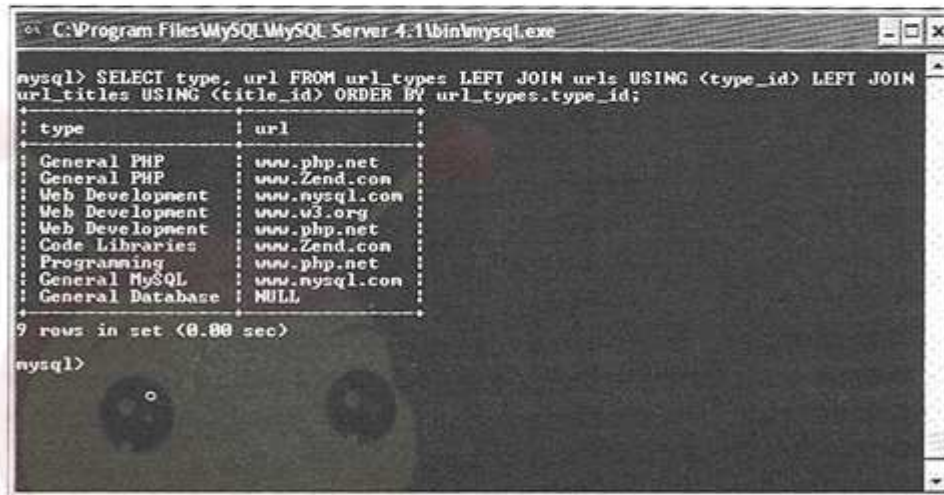 C:\Program Files\MySQL\MySQL Server 4.1\bin\mysql.exe
mysql> SELECT type, url FROM url_types LEFT JOIN urls USING (type_id) LEFT JOIN
url_titles USING (title_id) ORDER BY url_types.type_id;
type | url
General PHP | www.php.net
General PHP | www.Zend.com
Web Development | www.mysql.com
Web Development | www.w3.org
Web Development | www.php.net
Code Libraries | www.Zend.com
Programming | www.php.net
General MySQL | www.mysql.com
General Database | NULL
9 rows in set (0.00 sec)
mysql>